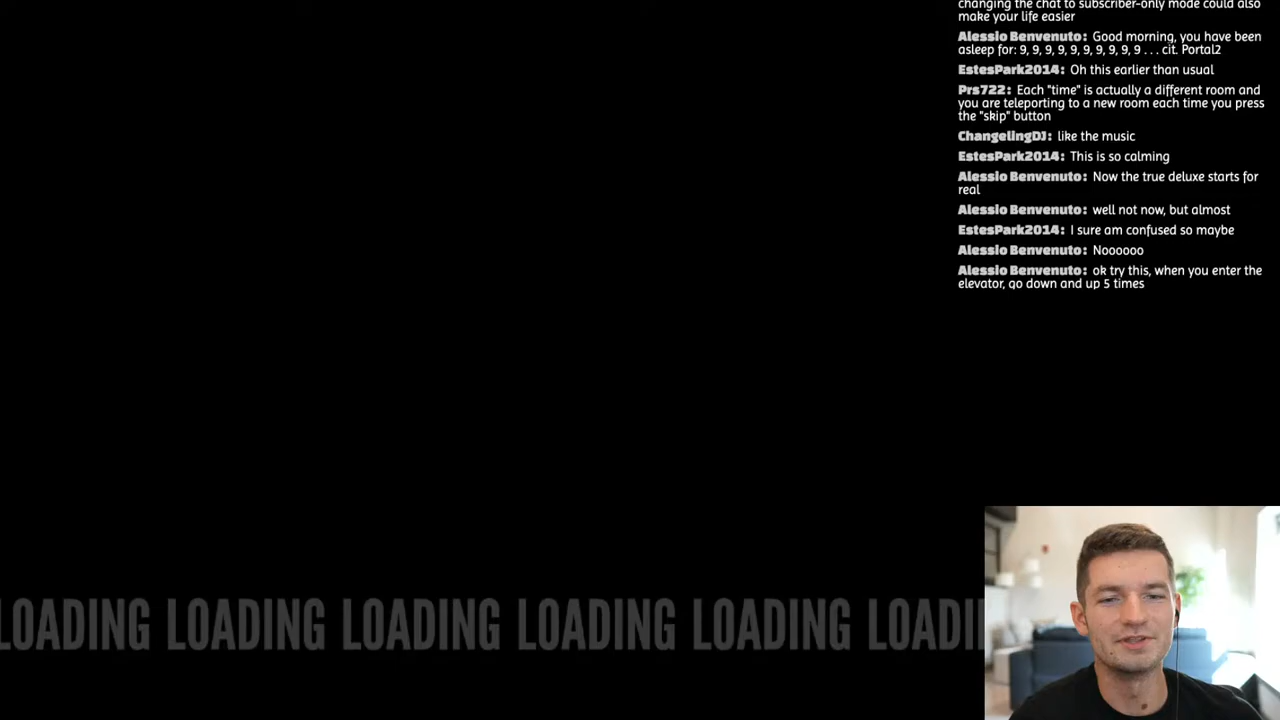 changing the chat to subscriber-only mode could also
make your life easier
Alessio Benvenuto: Good morning, you have been
asleep for: 9, 9, 9, 9, 9, 9, 9, 9, 9, 9 . . . cit. Portal2
EstesPark2014: Oh this earlier than usual
Prs722: Each "time" is actually a different room and
you are teleporting to a new room each time you press
the "skip" button
ChangelingDJ: like the music
EstesPark2014: This is so calming
Alessio Benvenuto: Now the true deluxe starts for
real
Alessio Benvenuto: well not now, but almost
EstesPark2014: I sure am confused so maybe
Alessio Benvenuto: Noooooo
Alessio Benvenuto: ok try this, when you enter the
elevator, go down and up 5 times
LOADING LOADING LOADING LOADING LOADING LOADI